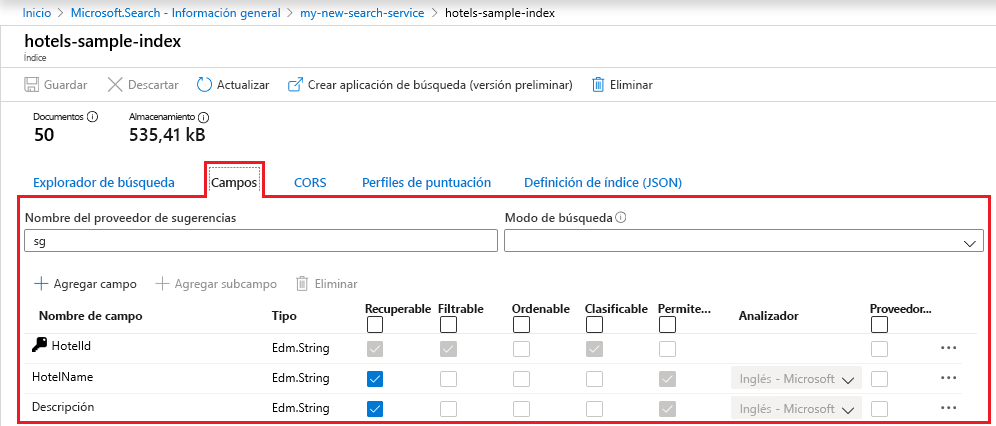 Inicio > Microsoft.Search - Información general > my-new-search-service > hotels-sample-index
hotels-sample-index
Índice
Guardar Descartar Actualizar Crear aplicación de búsqueda (versión preliminar) Eliminar
Documentos Almacenamiento
50 535,41 kB
Explorador de búsqueda Campos CORS Perfiles de puntuación Definición de índice (JSON)
Nombre del proveedor de sugerencias Modo de búsqueda
sg
+ Agregar campo + Agregar subcampo Eliminar
Nombre de campo Tipo Recuperable Filtrable Ordenable Clasificable Permite... Analizador Proveedor...
HotelId Edm.String
HotelName Edm.String Inglés - Microsoft
Descripción Edm.String Inglés - Microsoft